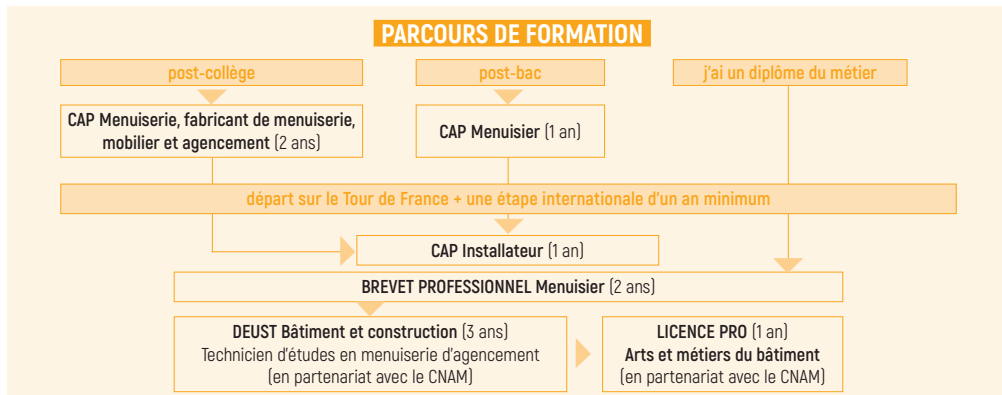 PARCOURS DE FORMATION
post-collège
post-bac
j'ai un diplôme du métier
CAP Menuiserie, fabricant de menuiserie,
mobilier et agencement (2 ans)
CAP Menuisier (1 an)
départ sur le Tour de France + une étape internationale d'un an minimum
CAP Installateur (1 an)
BREVET PROFESSIONNEL Menuisier (2 ans)
DEUST Bâtiment et construction (3 ans)
Technicien d'études en menuiserie d'agencement
(en partenariat avec le CNAM)
LICENCE PRO (1 an)
Arts et métiers du bâtiment
(en partenariat avec le CNAM)